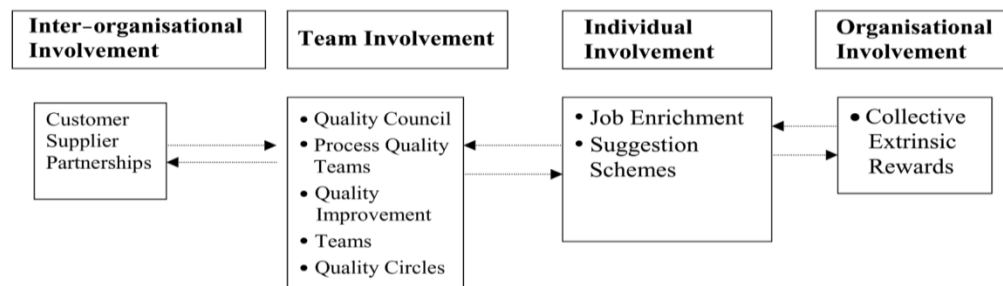 Inter-organisational
Involvement
Team Involvement
Individual
Involvement
Organisational
Involvement
Customer
Supplier
Partnerships
• Quality Council
• Process Quality
Teams
• Quality
Improvement
• Teams
• Quality Circles
• Job Enrichment
• Suggestion
Schemes
• Collective
Extrinsic
Rewards